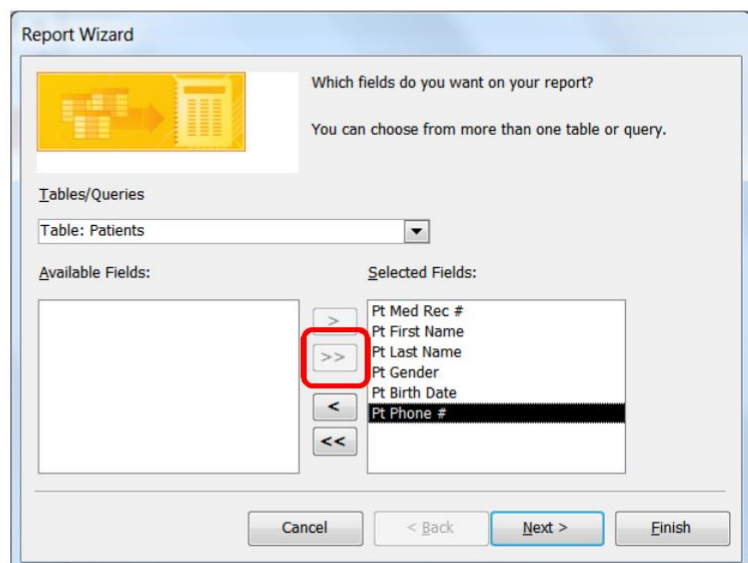 Report Wizard
Which fields do you want on your report?
You can choose from more than one table or query.
Tables/Queries
Table: Patients
Available Fields:
Selected Fields:
>
>>
<
<<
Pt Med Rec #
Pt First Name
Pt Last Name
Pt Gender
Pt Birth Date
Pt Phone #
Cancel
< Back
Next >
Finish